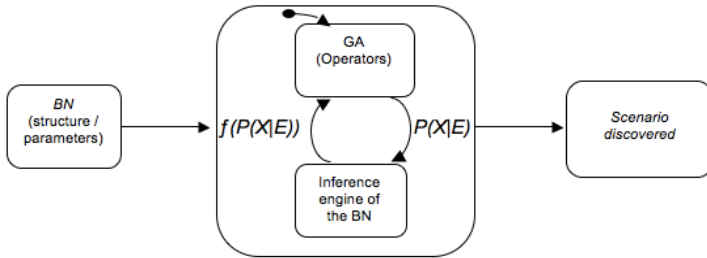 BN
(structure /
parameters)
GA
(Operators)
f(P(X|E))
P(X|E)
Inference
engine of
the BN
Scenario
discovered